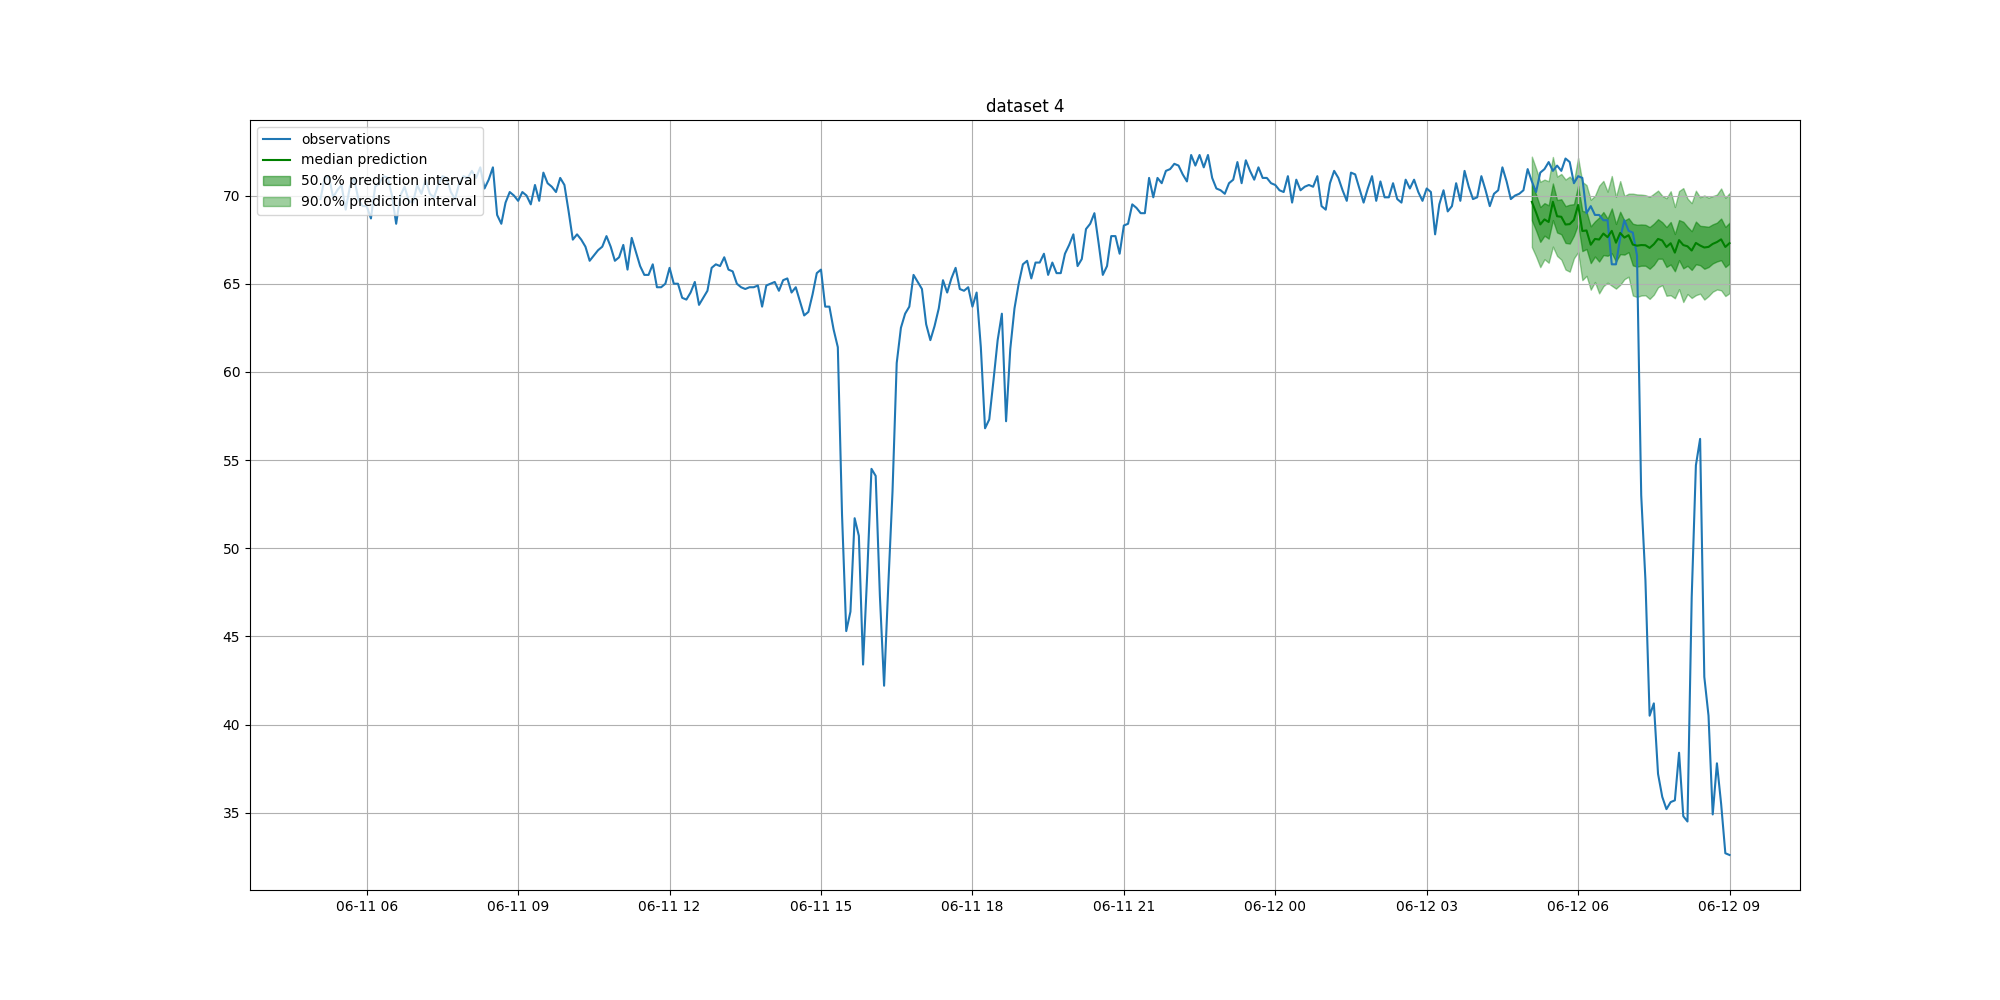 dataset 4
observations
median prediction
50.0% prediction interval
90.0% prediction interval
70
65
60
55
50
45
40
35
06-11 06 06-11 09 06-11 12 06-11 15 06-11 18 06-11 21 06-12 00 06-12 03 06-12 06 06-12 09